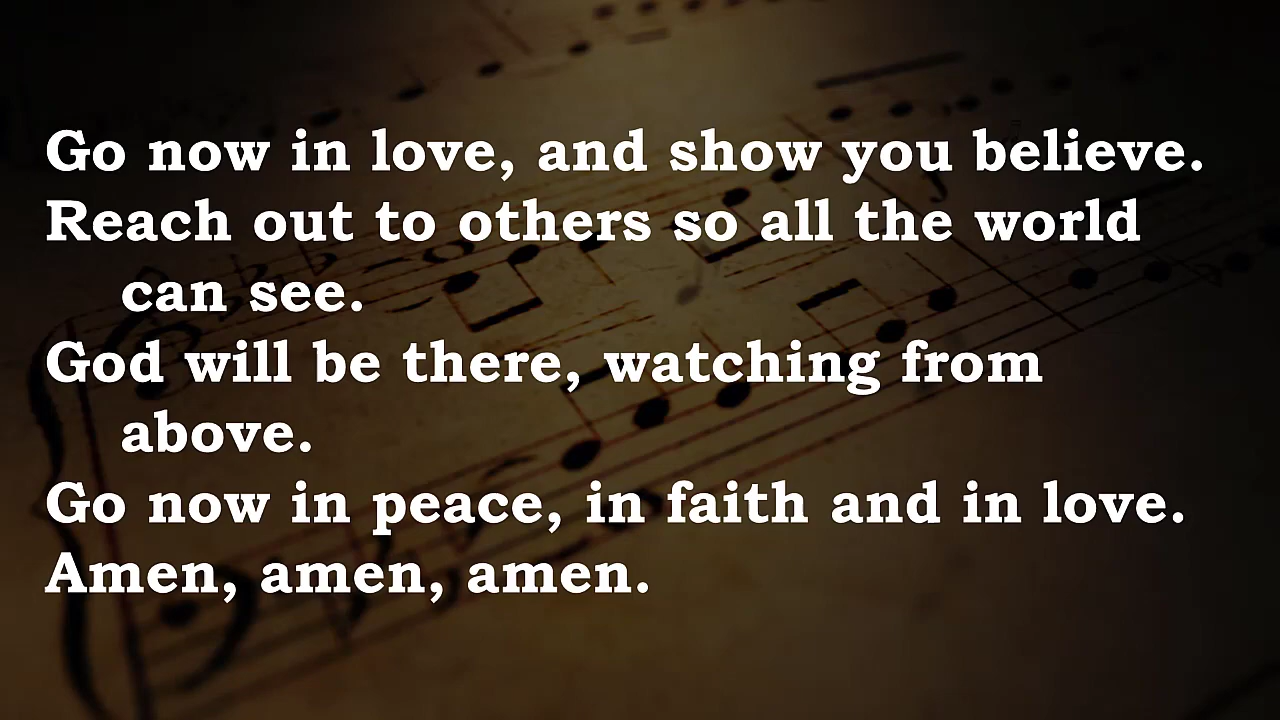 Go now in love, and show you believe.
Reach out to others so all the world
can see.
God will be there, watching from
above.
Go now in peace, in faith and in love.
Amen, amen, amen.